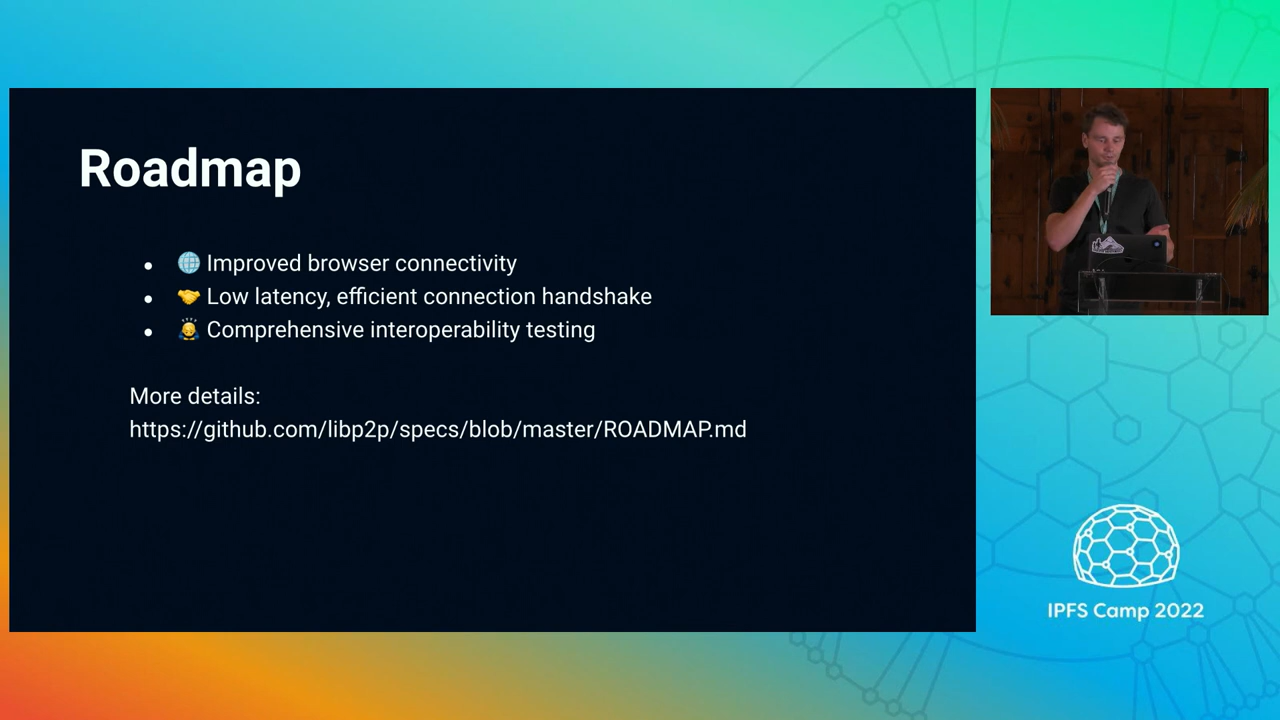 Roadmap
● 🌐 Improved browser connectivity
● 🤝 Low latency, efficient connection handshake
● 🙇 Comprehensive interoperability testing
More details:
https://github.com/libp2p/specs/blob/master/ROADMAP.md
IPFS Camp 2022